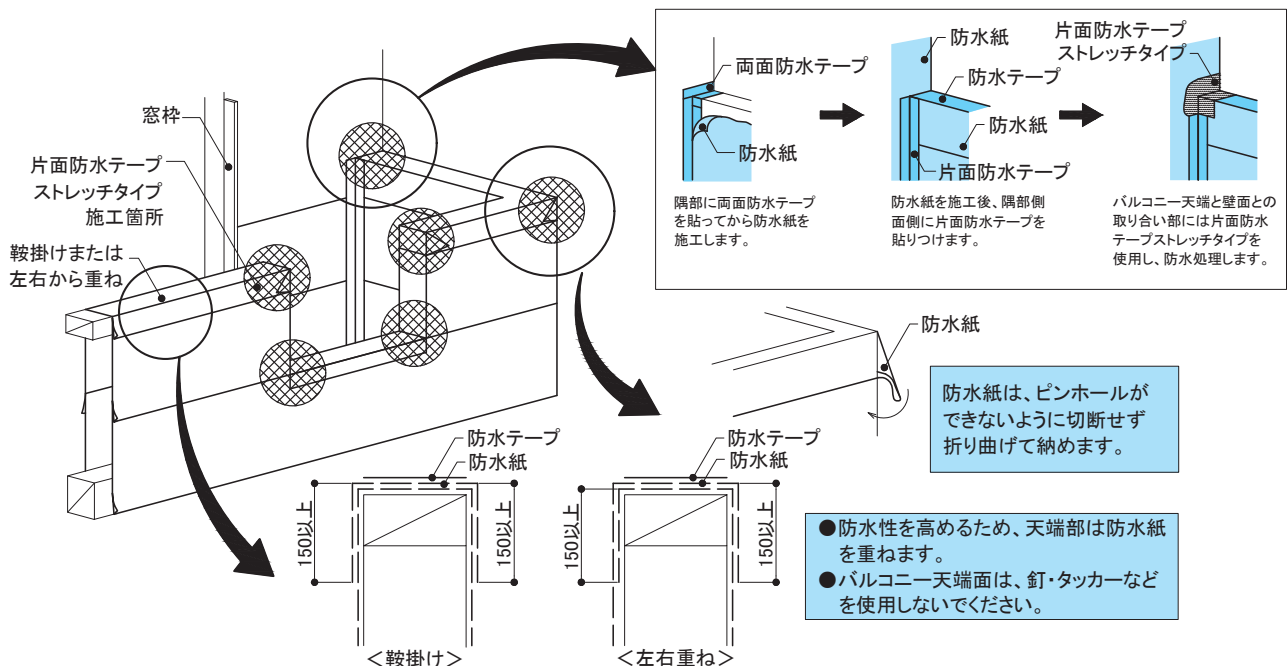 窓枠
片面防水テープ
ストレッチタイプ
施工箇所
鞍掛けまたは
左右から重ね
両面防水テープ
防水紙
隅部に両面防水テープ
を貼ってから防水紙を
施工します。
防水紙
防水テープ
防水紙
片面防水テープ
防水紙を施工後、隅部側
面側に片面防水テープを
貼りつけます。
片面防水テープ
ストレッチタイプ
バルコニー天端と壁面との
取り合い部には片面防水
テープストレッチタイプを
使用し、防水処理します。
防水紙
防水紙は、ピンホールが
できないように切断せず
折り曲げて納めます。
防水テープ
防水紙
150以上
150以上
＜鞍掛け＞
防水テープ
防水紙
150以上
150以上
＜左右重ね＞
●防水性を高めるため、天端部は防水紙
を重ねます。
●バルコニー天端面は、釘・タッカーなど
を使用しないでください。